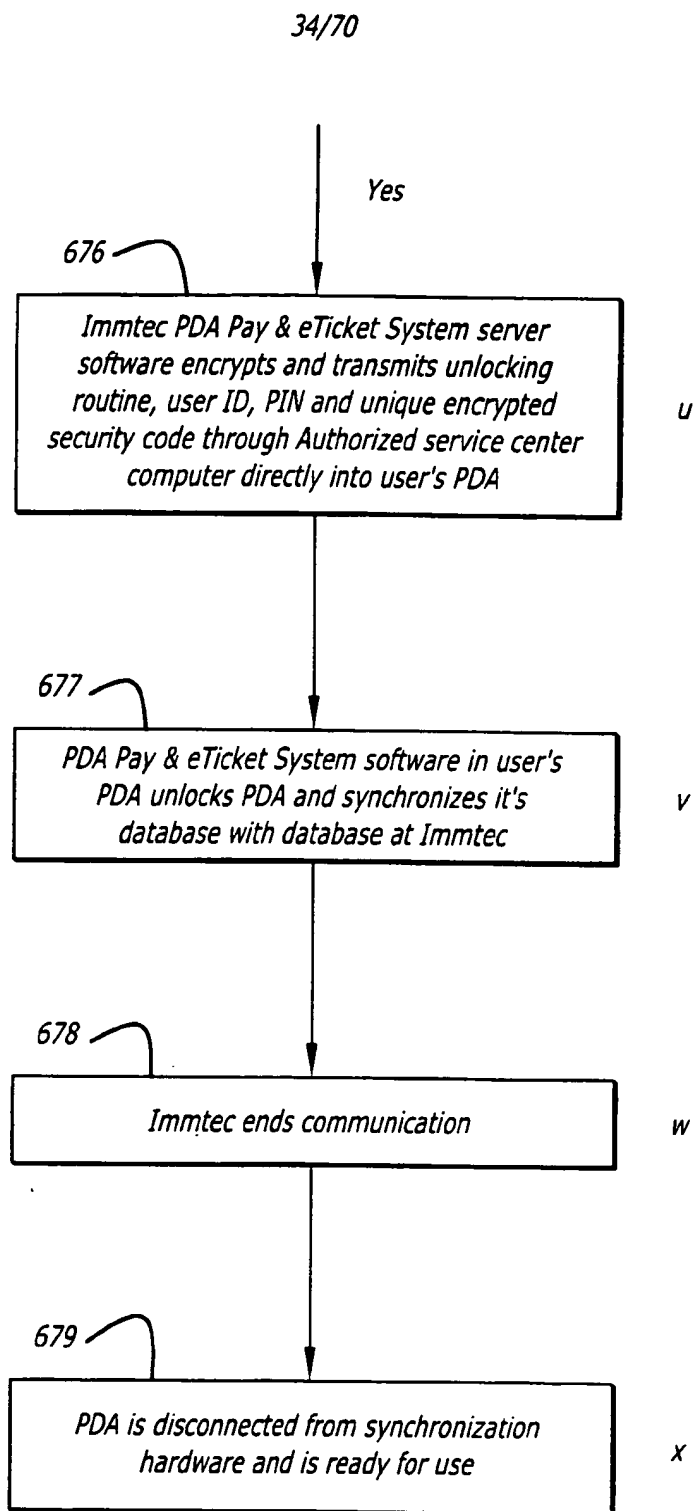 34/70
Yes
676
Immtec PDA Pay & eTicket System server
software encrypts and transmits unlocking
routine, user ID, PIN and unique encrypted
security code through Authorized service center
computer directly into user's PDA
u
677
PDA Pay & eTicket System software in user's
PDA unlocks PDA and synchronizes it's
database with database at Immtec
v
678
Immtec ends communication
w
679
PDA is disconnected from synchronization
hardware and is ready for use
x